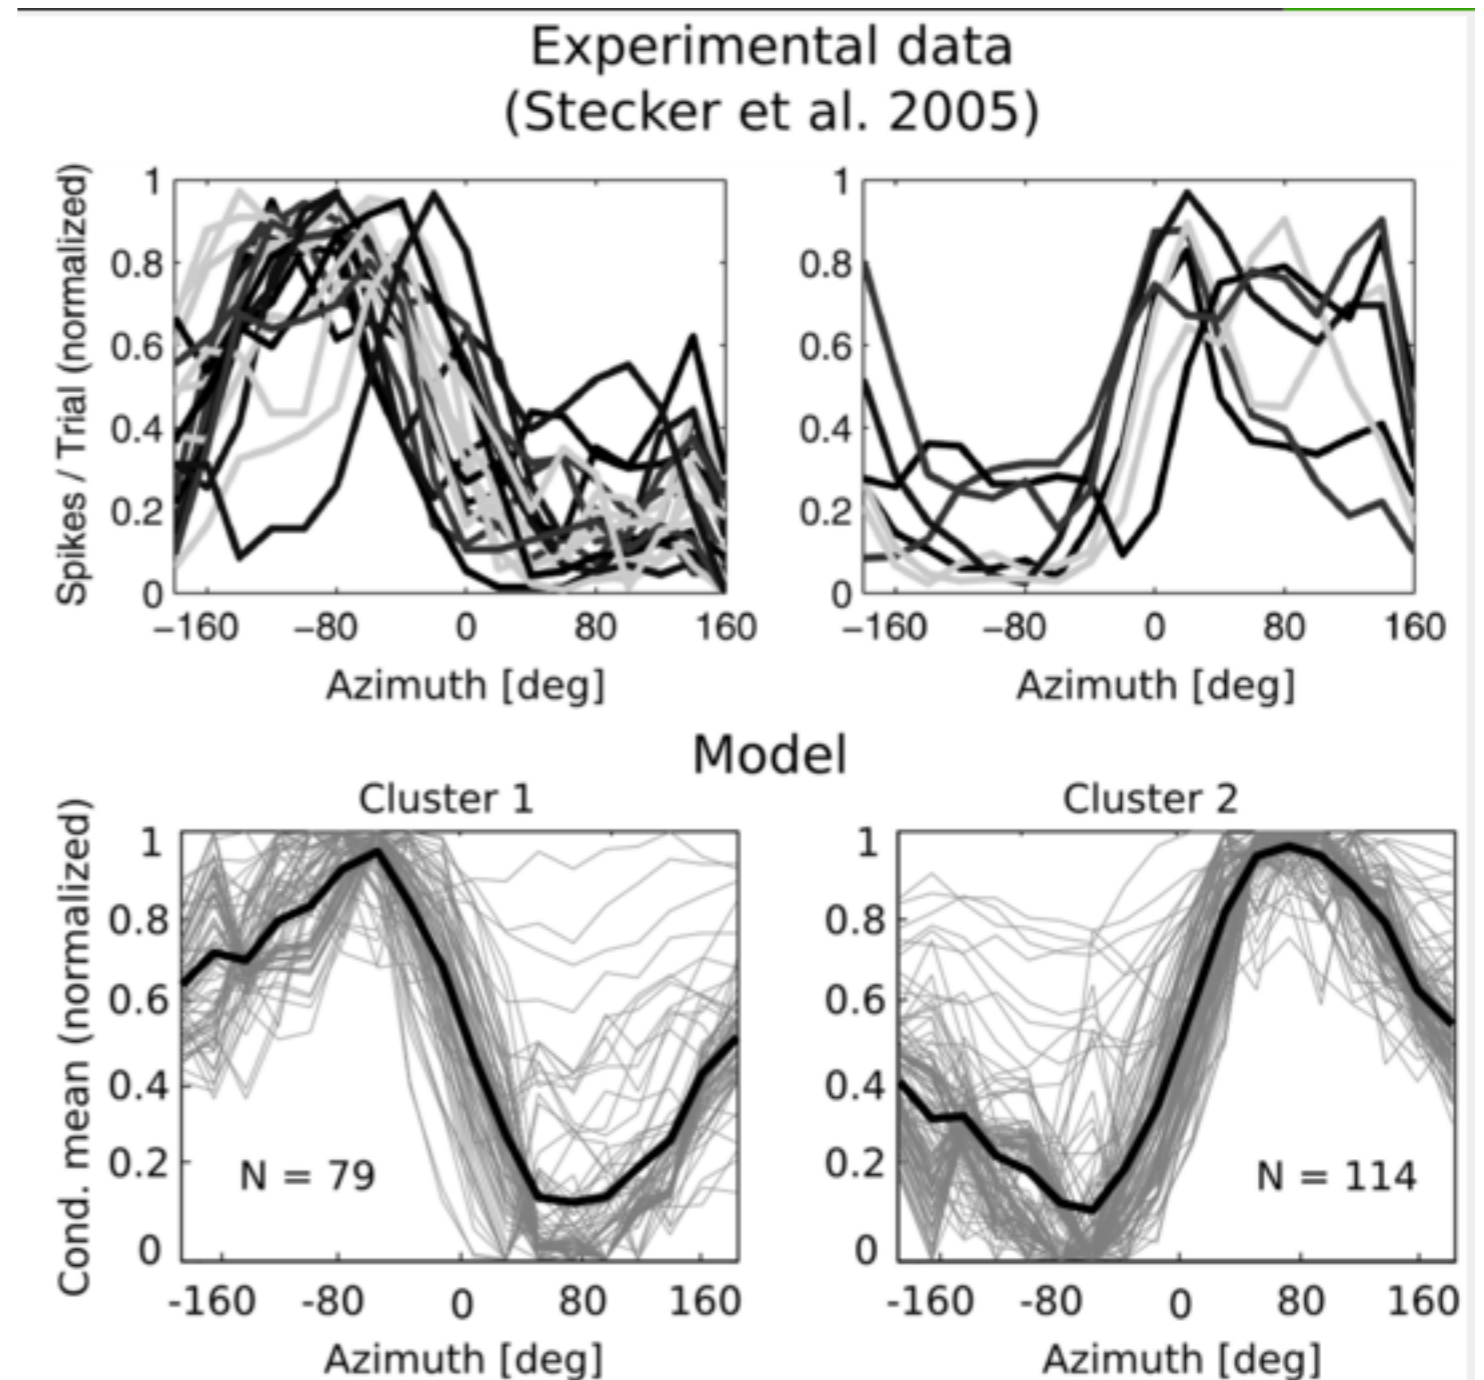 Experimental data
(Stecker et al. 2005)
Spikes / Trial (normalized)
1
0.8
0.6
0.4
0.2
0
−160 −80 0 80 160
Azimuth [deg]
1
0.8
0.6
0.4
0.2
0
−160 −80 0 80 160
Azimuth [deg]
Model
Cluster 1
Cond. mean (normalized)
1
0.8
0.6
0.4
0.2
0
N = 79
-160 -80 0 80 160
Azimuth [deg]
Cluster 2
1
0.8
0.6
0.4
0.2
0
N = 114
-160 -80 0 80 160
Azimuth [deg]